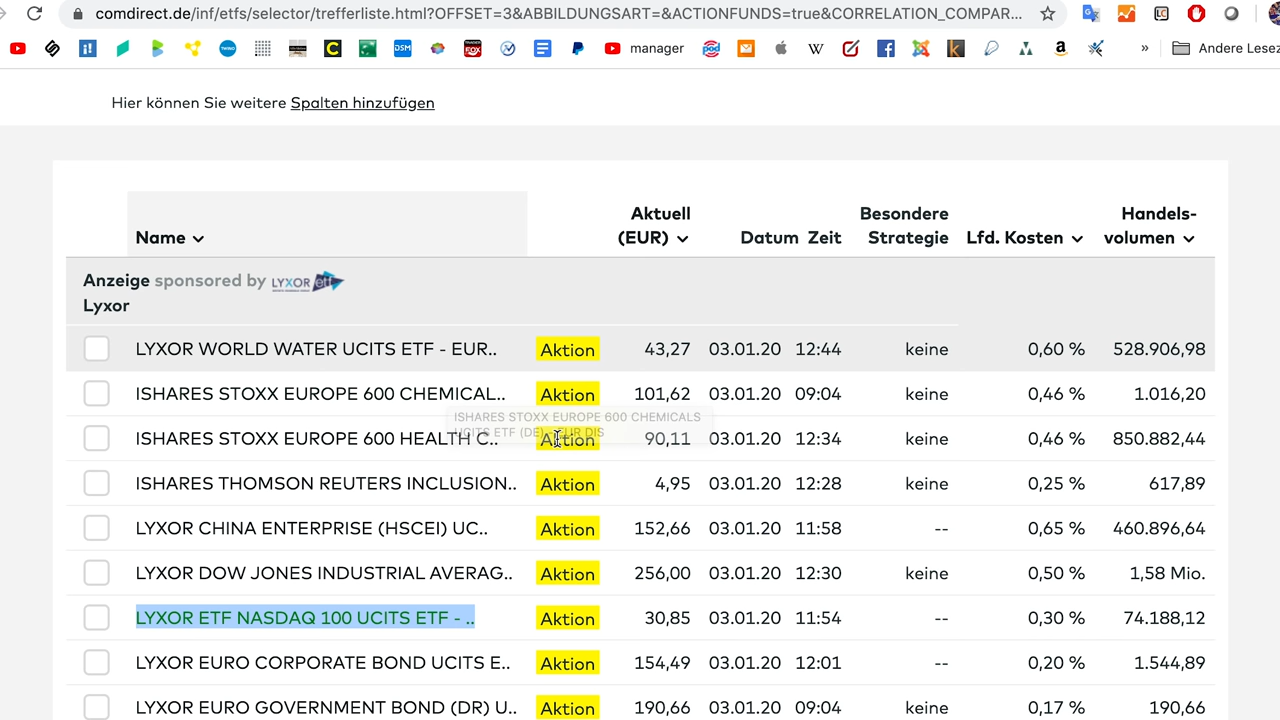 comdirect.de/inf/etfs/selector/trefferliste.html?OFFSET=3&ABBILDUNGSART=&ACTIONFUNDS=true&CORRELATION_COMPAR...
manager
»
Andere Lesez
Hier können Sie weitere Spalten hinzufügen
Aktuell Besondere Handels-
Name (EUR) Datum Zeit Strategie Lfd. Kosten volumen
Anzeige sponsored by LYXOR etf
Lyxor
LYXOR WORLD WATER UCITS ETF - EUR.. Aktion 43,27 03.01.20 12:44 keine 0,60 % 528.906,98
ISHARES STOXX EUROPE 600 CHEMICAL.. Aktion 101,62 03.01.20 09:04 keine 0,46 % 1.016,20
ISHARES STOXX EUROPE 600 CHEMICALS
UCITS ETF (DE) - EUR DIS
ISHARES STOXX EUROPE 600 HEALTH C.. Aktion 90,11 03.01.20 12:34 keine 0,46 % 850.882,44
ISHARES THOMSON REUTERS INCLUSION.. Aktion 4,95 03.01.20 12:28 keine 0,25 % 617,89
LYXOR CHINA ENTERPRISE (HSCEI) UC.. Aktion 152,66 03.01.20 11:58 -- 0,65 % 460.896,64
LYXOR DOW JONES INDUSTRIAL AVERAG.. Aktion 256,00 03.01.20 12:30 keine 0,50 % 1,58 Mio.
LYXOR ETF NASDAQ 100 UCITS ETF - .. Aktion 30,85 03.01.20 11:54 -- 0,30 % 74.188,12
LYXOR EURO CORPORATE BOND UCITS E.. Aktion 154,49 03.01.20 12:01 -- 0,20 % 1.544,89
LYXOR EURO GOVERNMENT BOND (DR) U.. Aktion 190,66 03.01.20 09:04 keine 0,17 % 190,66